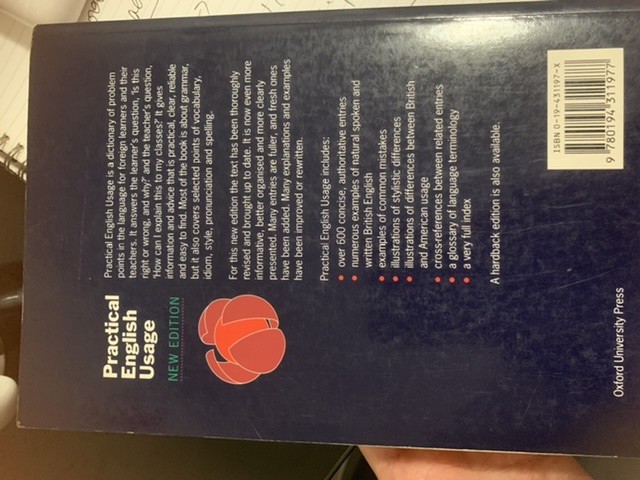 Practical
English
Usage
NEW EDITION
Practical English Usage is a dictionary of problem
points in the language for foreign learners and their
teachers. It answers the learner's question, 'Is this
right or wrong, and why?' and the teacher's question,
'How can I explain this to my classes?' It gives
information and advice that is practical, clear, reliable
and easy to find. Most of the book is about grammar,
but it also covers selected points of vocabulary,
idiom, style, pronunciation and spelling.
For this new edition the text has been thoroughly
revised and brought up to date. It is now even more
informative, better organised and more clearly
presented. Many entries are fuller, and fresh ones
have been added. Many explanations and examples
have been improved or rewritten.
Practical English Usage includes:
• over 600 concise, authoritative entries
• numerous examples of natural spoken and
written British English
• examples of common mistakes
• illustrations of stylistic differences
• illustrations of differences between British
and American usage
• cross-references between related entries
• a glossary of language terminology
• a very full index
A hardback edition is also available.
Oxford University Press
ISBN 0-19-431197-X
9 780194 311977